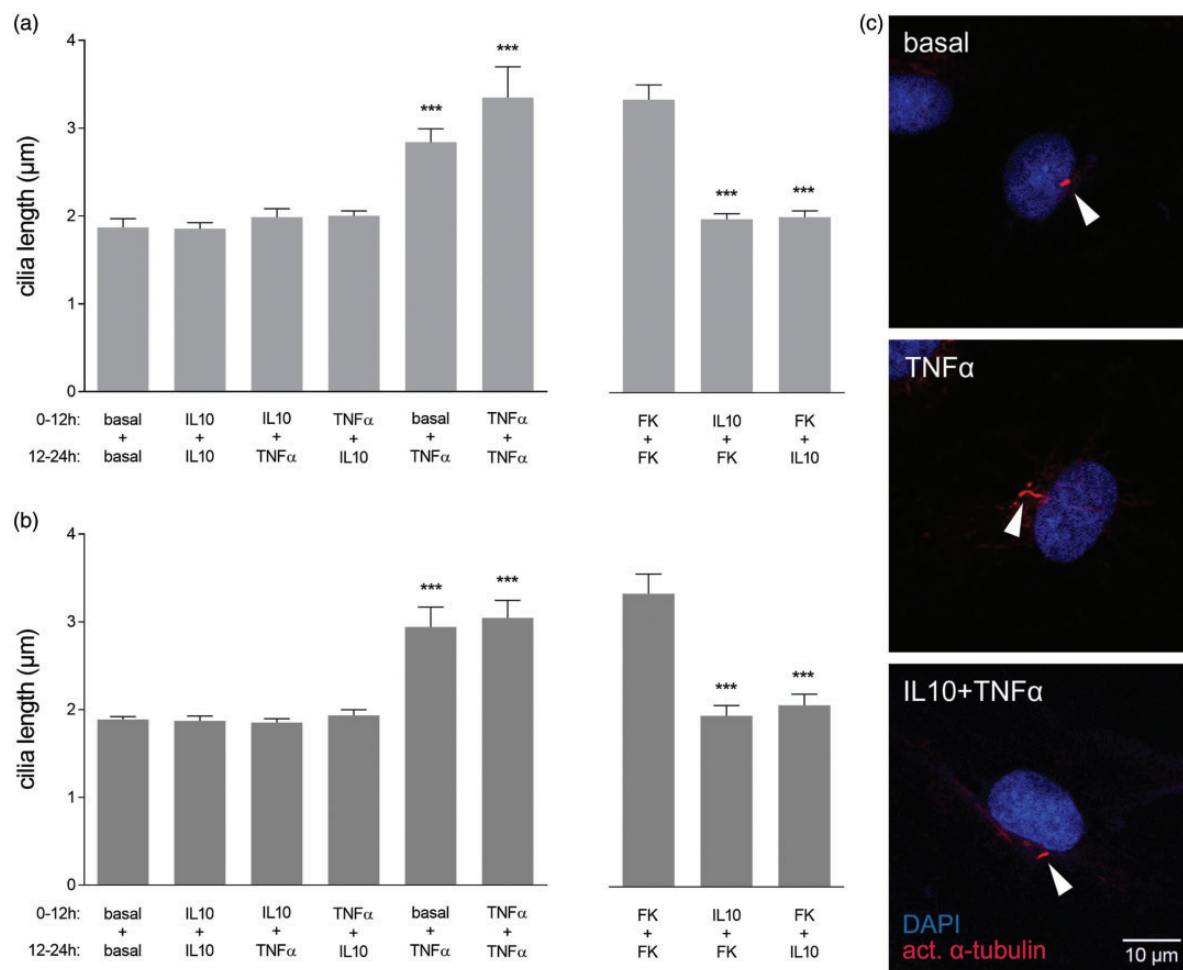 (a)
cilia length (µm)
4
3
2
1
0
*** ***
*** ***
0-12h: basal IL10 IL10 TNFα basal TNFα FK IL10 FK
+ + + + + + + + +
12-24h: basal IL10 TNFα IL10 TNFα TNFα FK FK IL10
(b)
cilia length (µm)
4
3
2
1
0
*** ***
*** ***
0-12h: basal IL10 IL10 TNFα basal TNFα FK IL10 FK
+ + + + + + + + +
12-24h: basal IL10 TNFα IL10 TNFα TNFα FK FK IL10
(c)
basal
TNFα
IL10+TNFα
DAPI
act. α-tubulin
10 µm